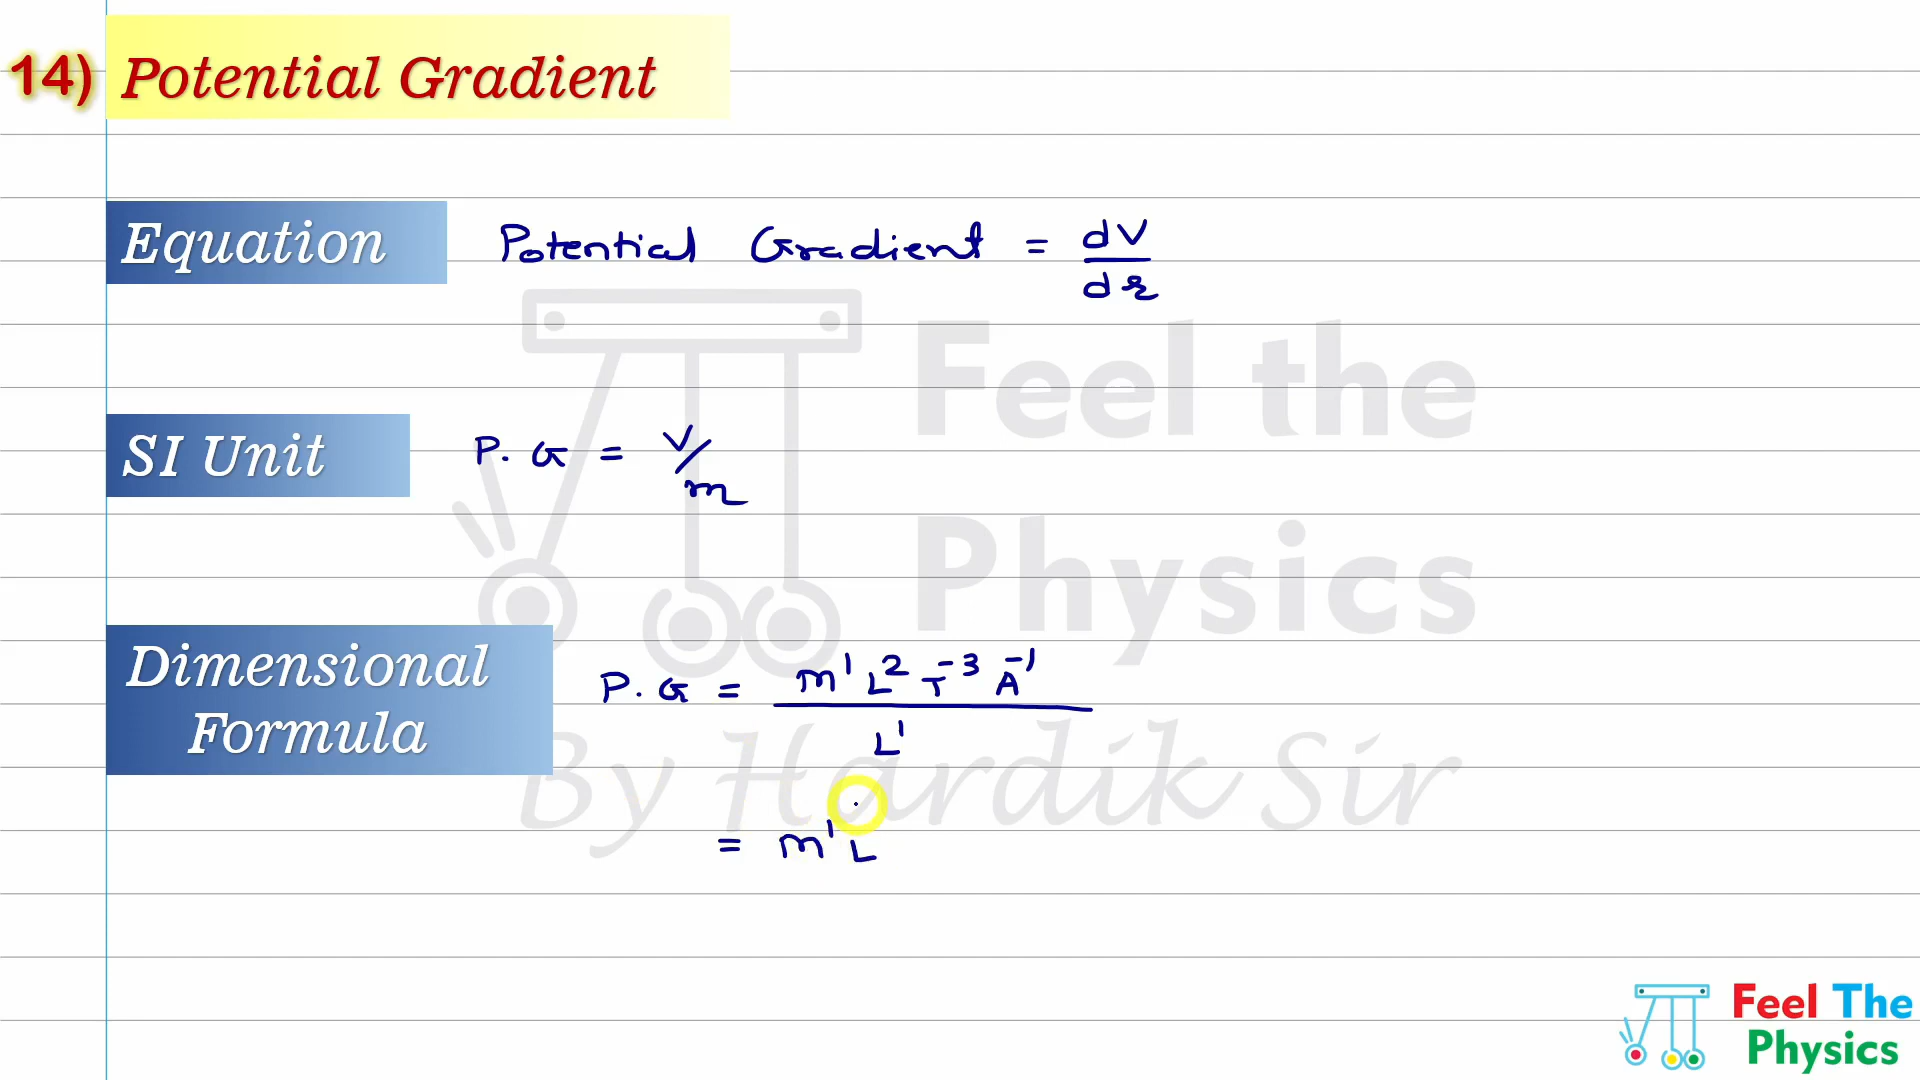 14) Potential Gradient
Equation
Potential Gradient = dV/dr
SI Unit
P. G = V/m
Dimensional
Formula
P. G = M¹ L² T⁻³ A⁻¹ / L¹
= M¹ L
Feel the
Physics
By Hardik Sir
Feel The
Physics